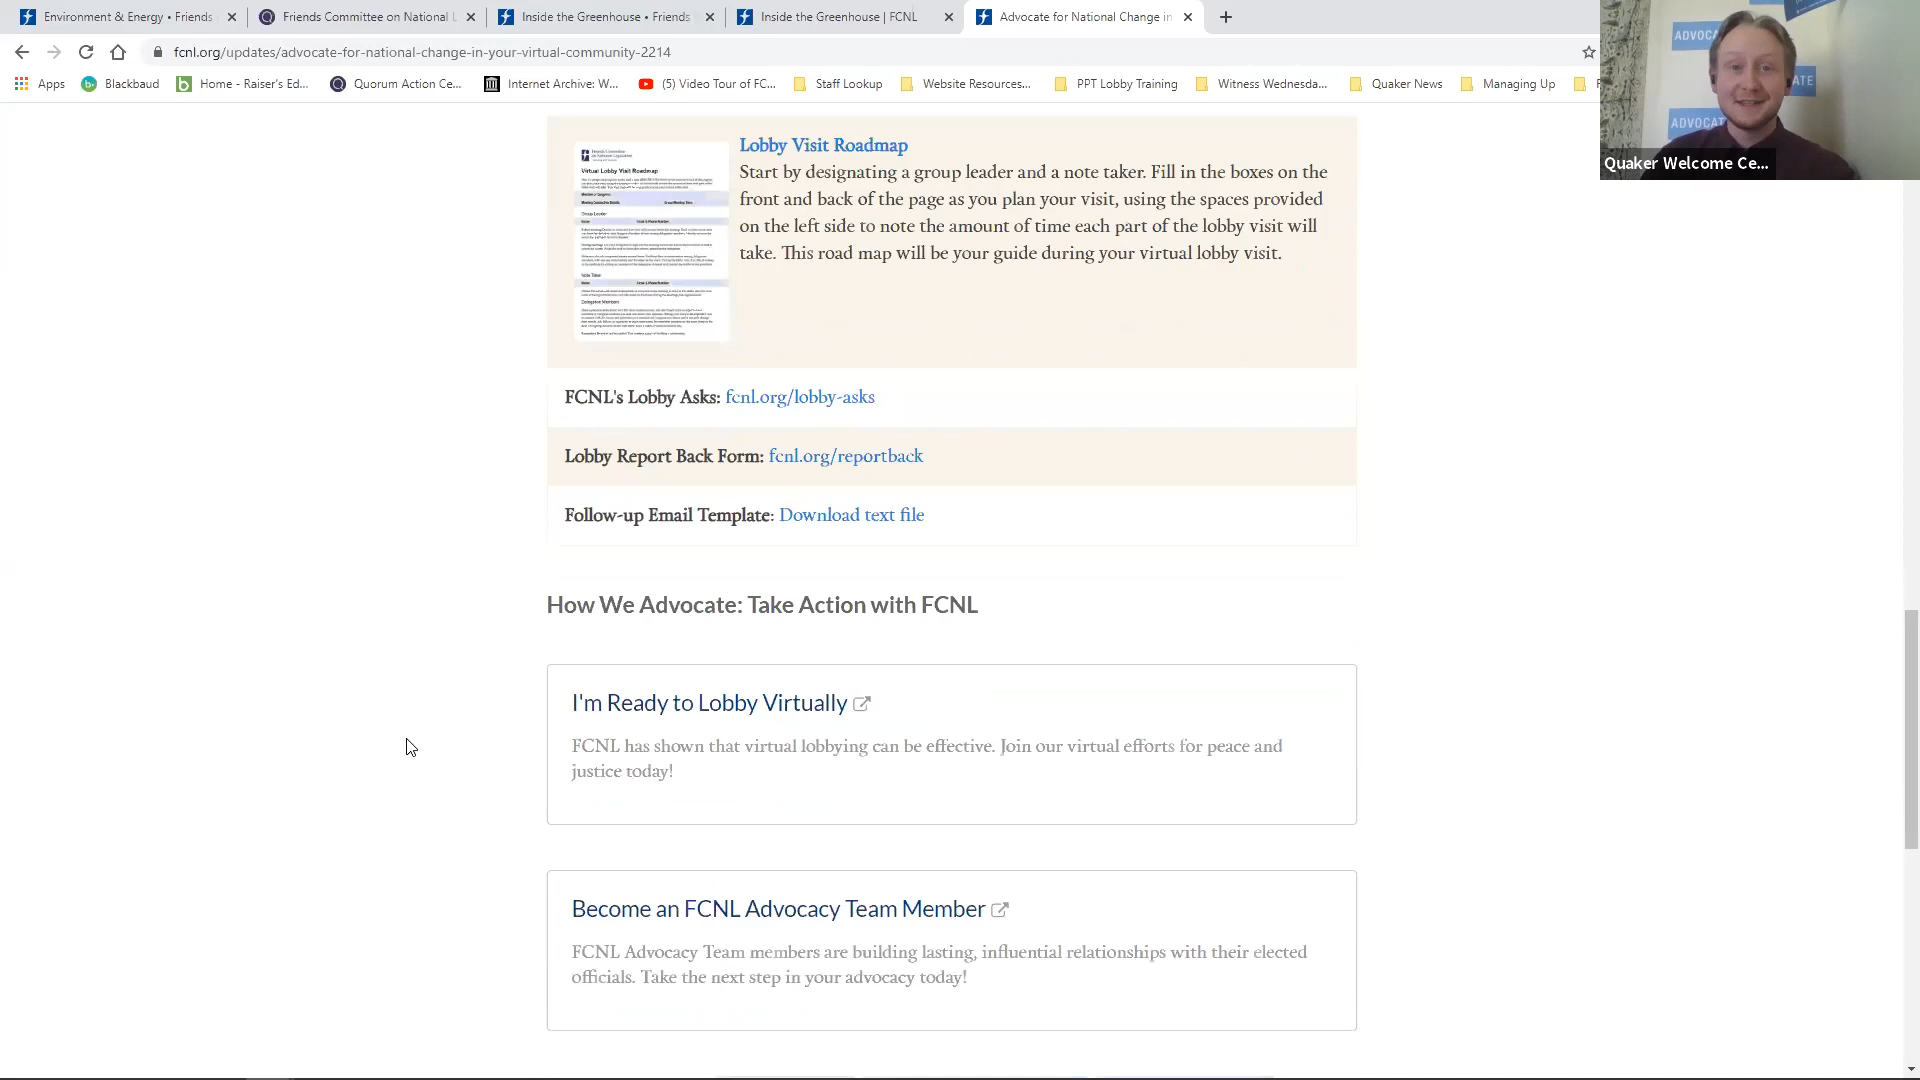 Environment & Energy • Friends
Friends Committee on National L
Inside the Greenhouse • Friends
Inside the Greenhouse | FCNL
Advocate for National Change in
fcnl.org/updates/advocate-for-national-change-in-your-virtual-community-2214
Apps
Blackbaud
Home - Raiser's Ed...
Quorum Action Ce...
Internet Archive: W...
(5) Video Tour of FC...
Staff Lookup
Website Resources...
PPT Lobby Training
Witness Wednesda...
Quaker News
Managing Up
Quaker Welcome Ce...
Virtual Lobby Visit Roadmap
Lobby Visit Roadmap
Start by designating a group leader and a note taker. Fill in the boxes on the
front and back of the page as you plan your visit, using the spaces provided
on the left side to note the amount of time each part of the lobby visit will
take. This road map will be your guide during your virtual lobby visit.
FCNL's Lobby Asks: fcnl.org/lobby-asks
Lobby Report Back Form: fcnl.org/reportback
Follow-up Email Template: Download text file
How We Advocate: Take Action with FCNL
I'm Ready to Lobby Virtually
FCNL has shown that virtual lobbying can be effective. Join our virtual efforts for peace and
justice today!
Become an FCNL Advocacy Team Member
FCNL Advocacy Team members are building lasting, influential relationships with their elected
officials. Take the next step in your advocacy today!